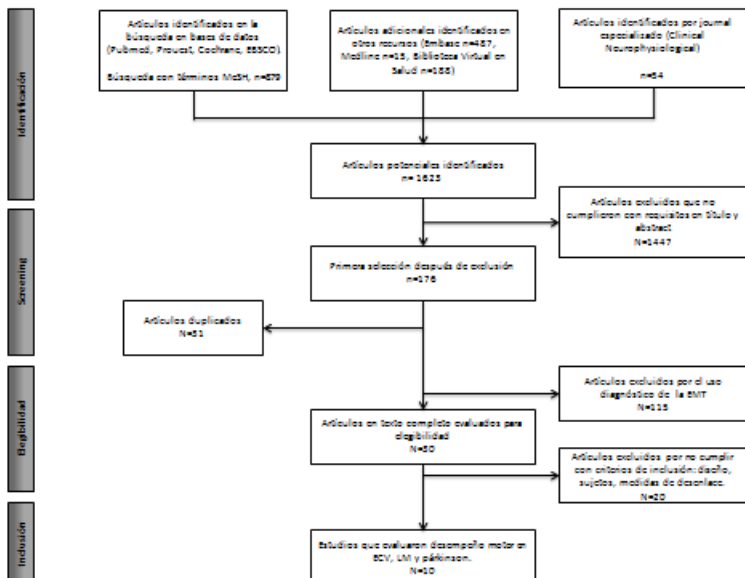 Artículos identificados en la
búsqueda en bases de datos
(Pubmed, Prouest, Cochrane, EBSCO).
Búsqueda con términos MeSH, n=879
Artículos adicionales identificados en
otros recursos (Embase n=487,
Medline n=15, Biblioteca Virtual en
Salud n=188)
Artículos identificados por journal
especializado (Clinical
Neurophysiological)
n=54
Identificación
Artículos potenciales identificados
n= 1623
Artículos excluidos que no
cumplieron con requisitos en título y
abstract
N=1447
Screening
Primera selección después de exclusión
n=176
Artículos duplicados
N=31
Elegibilidad
Artículos excluidos por el uso
diagnóstico de la EMT
N=115
Artículos en texto completo evaluados para
elegibilidad
N=30
Artículos excluidos por no cumplir
con criterios de inclusión: diseño,
sujetos, medidas de desenlace.
N=20
Inclusión
Estudios que evaluaron desempeño motor en
ECV, LM y párkinson.
N=10